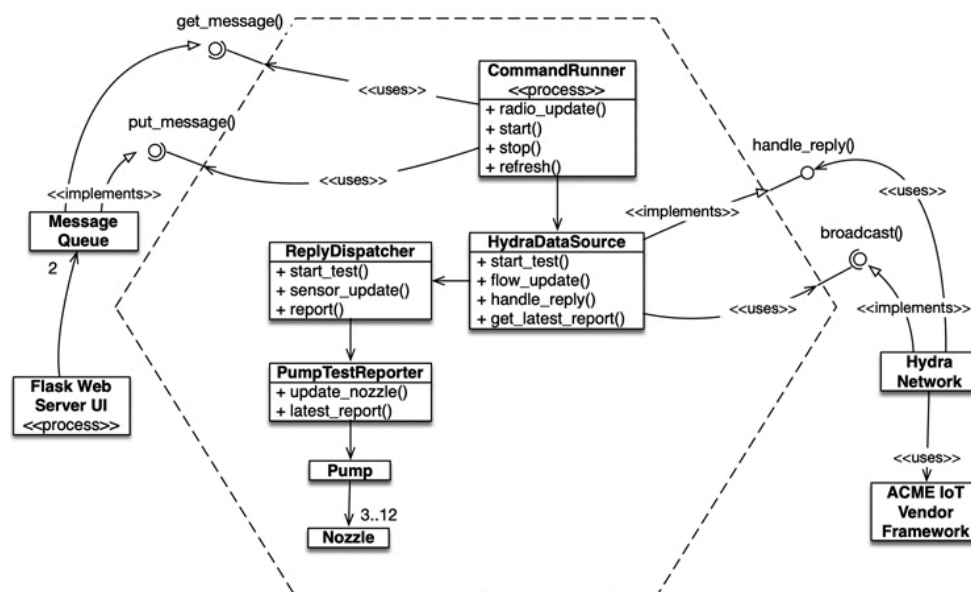 get_message()
put_message()
<<implements>>
Message
Queue
2
Flask Web
Server UI
<<process>>
<<uses>>
<<uses>>
CommandRunner
<<process>>
+ radio_update()
+ start()
+ stop()
+ refresh()
HydraDataSource
+ start_test()
+ flow_update()
+ handle_reply()
+ get_latest_report()
ReplyDispatcher
+ start_test()
+ sensor_update()
+ report()
PumpTestReporter
+ update_nozzle()
+ latest_report()
Pump
3..12
Nozzle
handle_reply()
<<uses>>
<<implements>>
broadcast()
<<uses>>
<<implements>>
Hydra
Network
<<uses>>
ACME IoT
Vendor
Framework